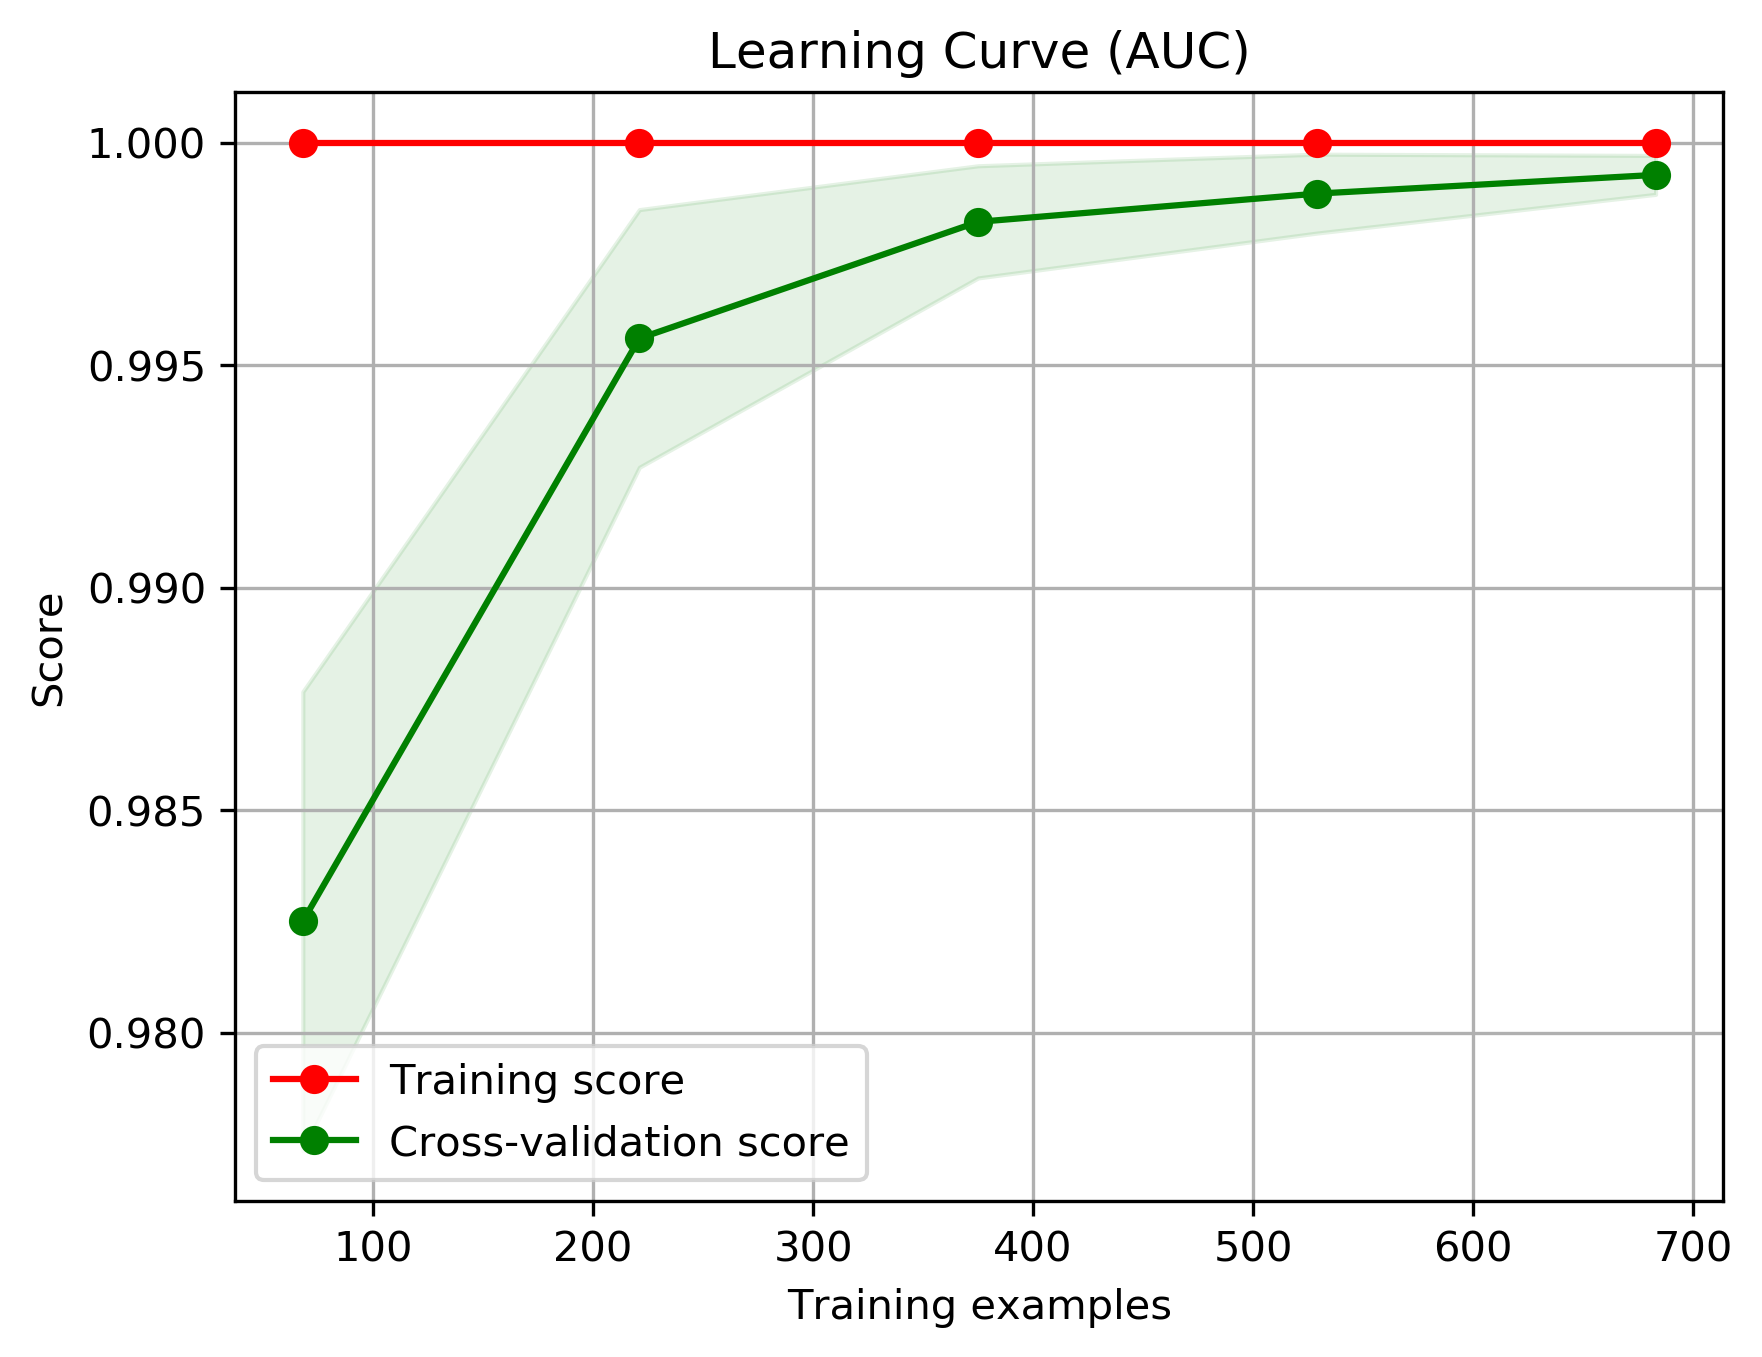 Learning Curve (AUC)
1.000
0.995
0.990
0.985
0.980
Score
Training score
Cross-validation score
100 200 300 400 500 600 700
Training examples